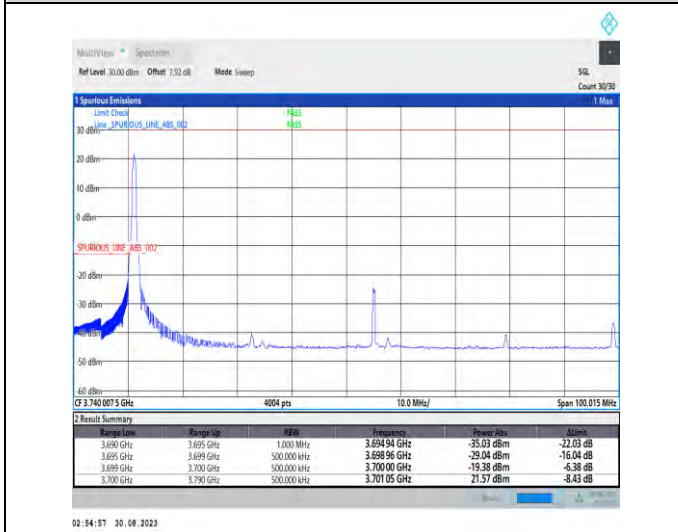 MultiView Spectrum
Ref Level 30.00 dBm Offset 7.92 dB Mode Sweep SGL
Count 30/30
1 Spurious Emissions 1 Max
Limit Check PASS
Line _SPURIOUS_LINE_ABS_002 PASS
30 dBm
20 dBm
10 dBm
0 dBm
_SPURIOUS_LINE_ABS_002
-20 dBm
-30 dBm
-40 dBm
-50 dBm
-60 dBm
CF 3.740 007 5 GHz 4004 pts 10.0 MHz/ Span 100.015 MHz
2 Result Summary
Range Low Range Up RBW Frequency Power Abs ΔLimit
3.690 GHz 3.695 GHz 1.000 MHz 3.694 94 GHz -35.03 dBm -22.03 dB
3.695 GHz 3.699 GHz 500.000 kHz 3.698 96 GHz -29.04 dBm -16.04 dB
3.699 GHz 3.700 GHz 500.000 kHz 3.700 00 GHz -19.38 dBm -6.38 dB
3.700 GHz 3.790 GHz 500.000 kHz 3.701 05 GHz 21.57 dBm -8.43 dB
02:54:57 30.08.2023